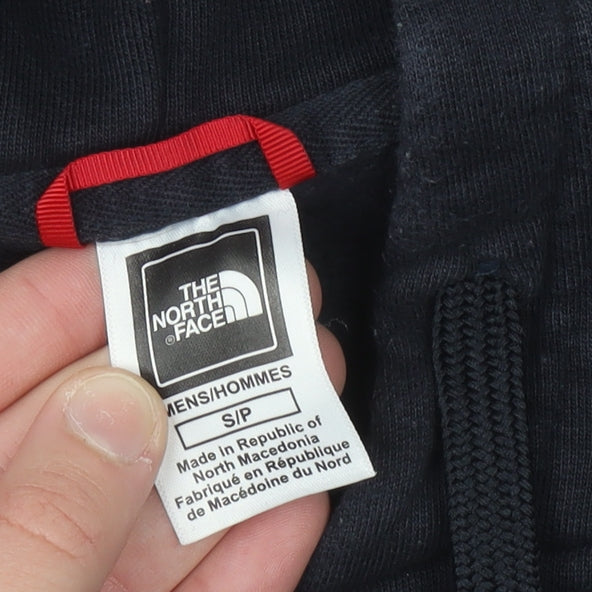 THE
NORTH
FACE®
MENS/HOMMES
S/P
Made in Republic of
North Macedonia
Fabriqué en République
de Macédoine du Nord